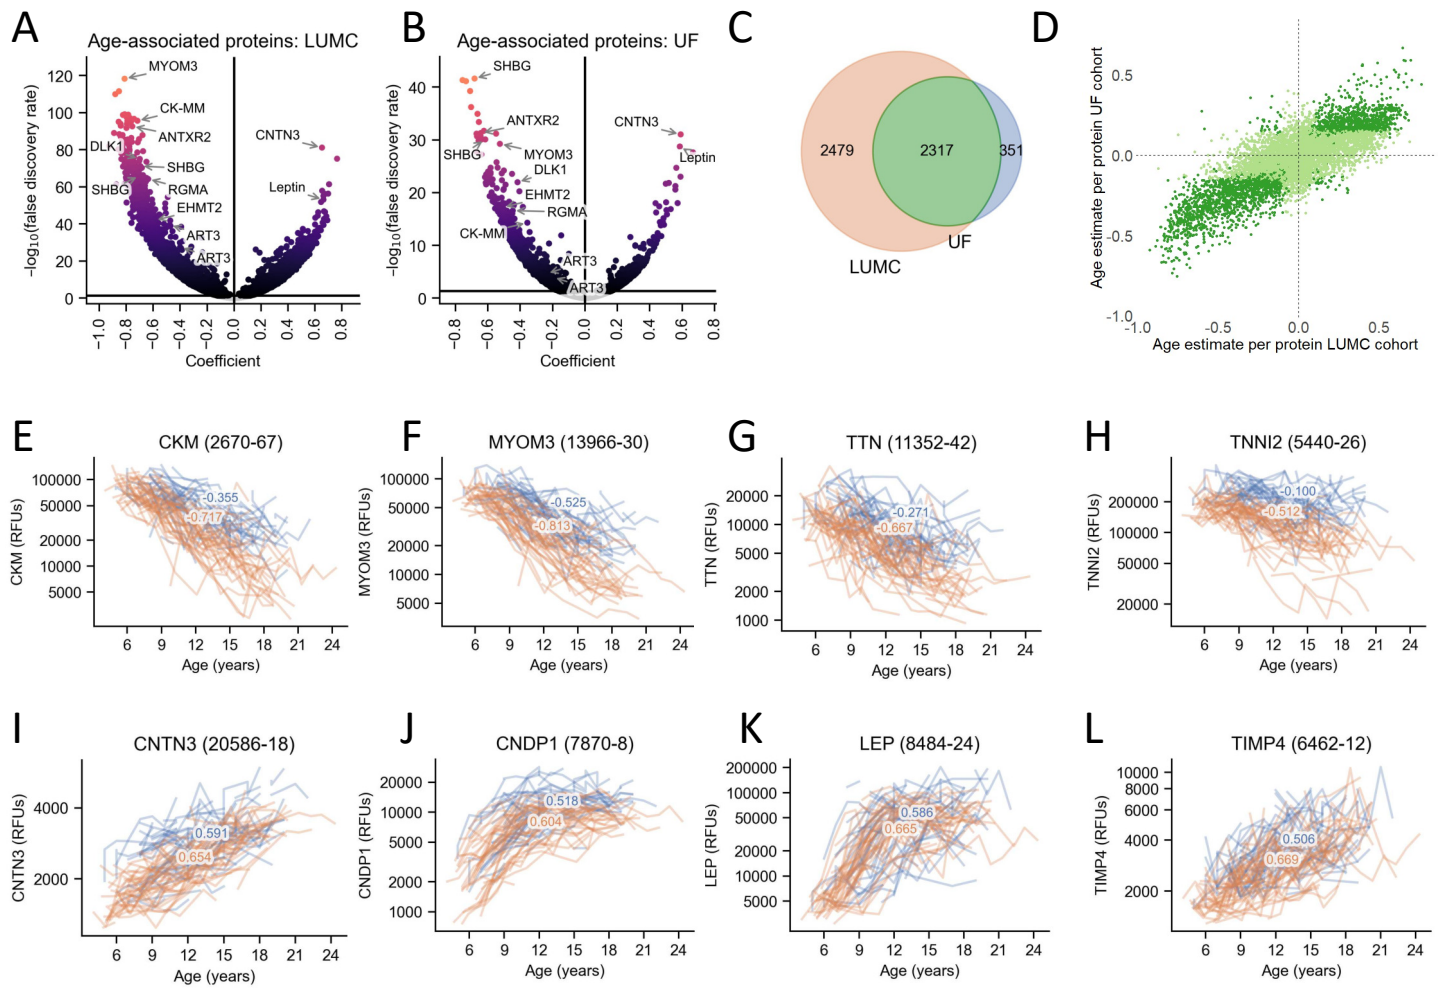 A
Age-associated proteins: LUMC
−log10(false discovery rate)
120
100
80
60
40
20
0
MYOM3
CK-MM
ANTXR2
DLK1
SHBG
SHBG
RGMA
EHMT2
ART3
ART3
CNTN3
Leptin
−1.0
−0.8
−0.6
−0.4
−0.2
0.0
0.2
0.4
0.6
0.8
Coefficient
B
Age-associated proteins: UF
−log10(false discovery rate)
40
30
20
10
0
SHBG
ANTXR2
SHBG
MYOM3
DLK1
EHMT2
RGMA
CK-MM
ART3
ART3
CNTN3
Leptin
−0.8
−0.6
−0.4
−0.2
0.0
0.2
0.4
0.6
0.8
Coefficient
C
2479
2317
351
UF
LUMC
D
Age estimate per protein UF cohort
0.5
0.0
-0.5
-1.0
-1.0
-0.5
0.0
0.5
Age estimate per protein LUMC cohort
E
CKM (2670-67)
CKM (RFUs)
100000
50000
20000
10000
5000
-0.355
-0.717
6 9 12 15 18 21 24
Age (years)
F
MYOM3 (13966-30)
MYOM3 (RFUs)
100000
50000
20000
10000
5000
-0.525
-0.813
6 9 12 15 18 21 24
Age (years)
G
TTN (11352-42)
TTN (RFUs)
20000
10000
5000
2000
1000
-0.271
-0.667
6 9 12 15 18 21 24
Age (years)
H
TNNI2 (5440-26)
TNNI2 (RFUs)
200000
100000
50000
20000
-0.100
-0.512
6 9 12 15 18 21 24
Age (years)
I
CNTN3 (20586-18)
CNTN3 (RFUs)
4000
2000
0.591
0.654
6 9 12 15 18 21 24
Age (years)
J
CNDP1 (7870-8)
CNDP1 (RFUs)
20000
10000
5000
2000
1000
0.518
0.604
6 9 12 15 18 21 24
Age (years)
K
LEP (8484-24)
LEP (RFUs)
200000
100000
50000
20000
10000
5000
0.586
0.665
6 9 12 15 18 21 24
Age (years)
L
TIMP4 (6462-12)
TIMP4 (RFUs)
10000
8000
6000
4000
2000
0.506
0.669
6 9 12 15 18 21 24
Age (years)